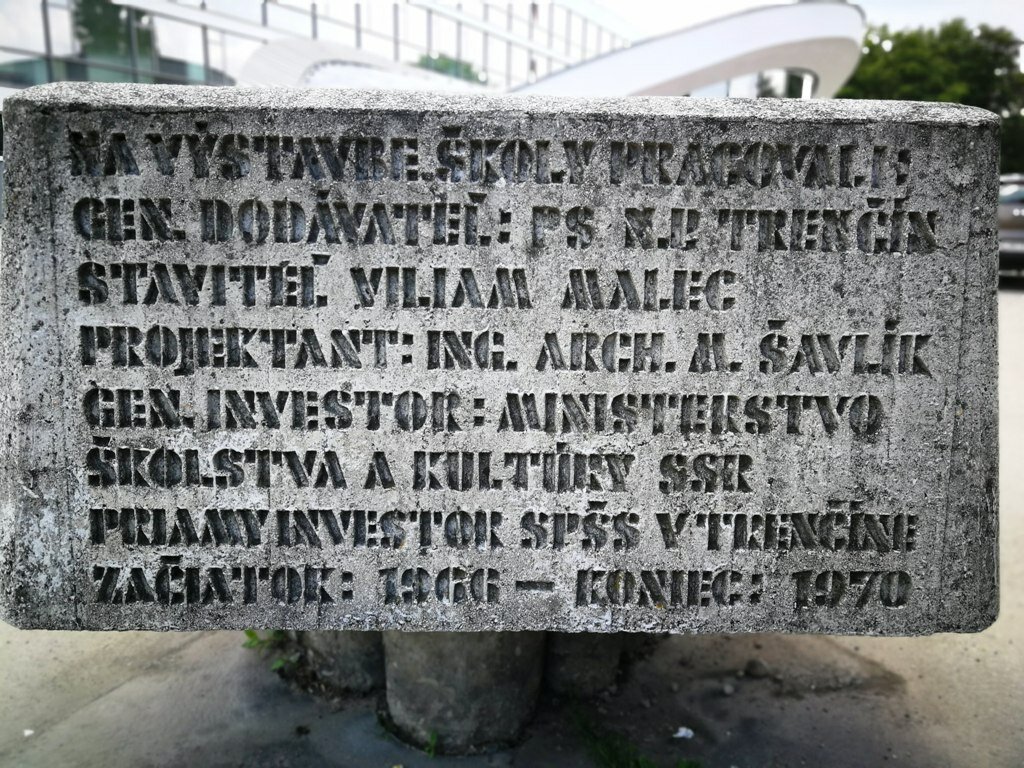 NA VÝSTAVBE ŠKOLY PRACOVALI:
GEN. DODÁVATEĽ: PS N.P. TRENČÍN
STAVITEĽ VILIAM MALEC
PROJEKTANT: ING. ARCH. M. ŠAVLÍK
GEN. INVESTOR: MINISTERSTVO
ŠKOLSTVA A KULTÚRY SSR
PRIAMY INVESTOR SPŠS V TRENČÍNE
ZAČIATOK: 1966 — KONIEC: 1970